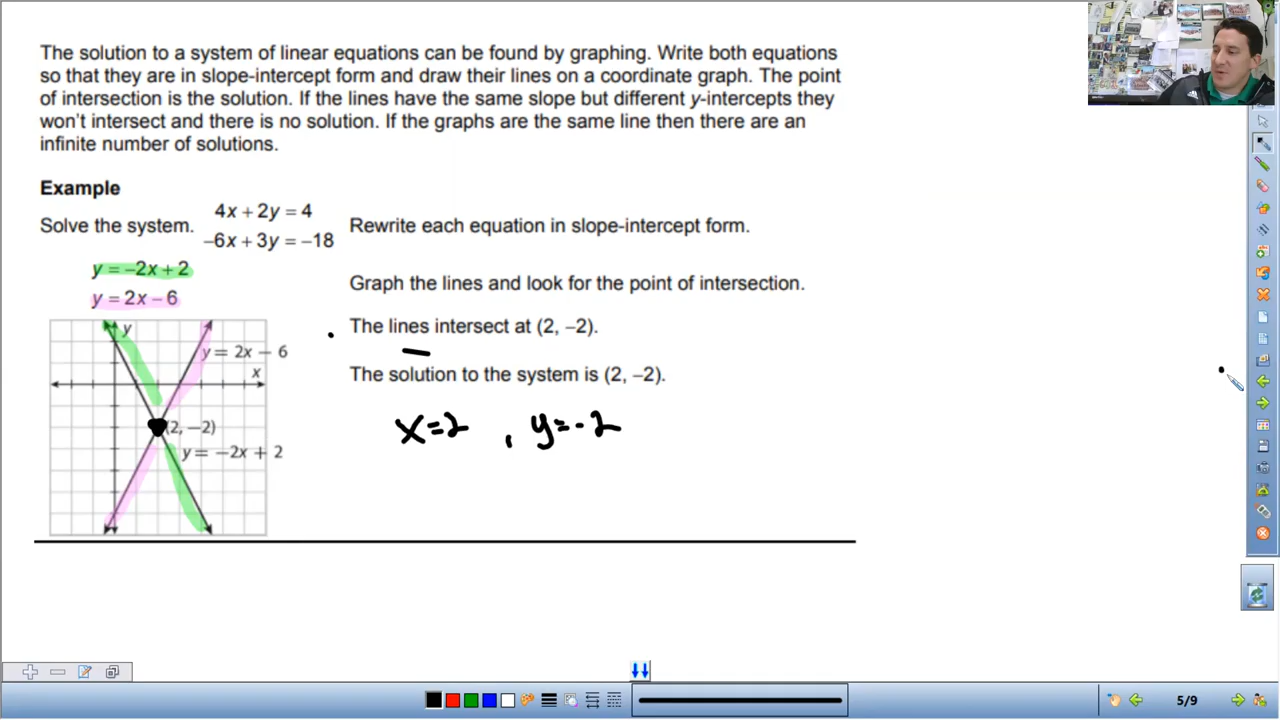 The solution to a system of linear equations can be found by graphing. Write both equations
so that they are in slope-intercept form and draw their lines on a coordinate graph. The point
of intersection is the solution. If the lines have the same slope but different y-intercepts they
won't intersect and there is no solution. If the graphs are the same line then there are an
infinite number of solutions.
Example
Solve the system.
4x + 2y = 4
−6x + 3y = −18
Rewrite each equation in slope-intercept form.
y = −2x + 2
y = 2x − 6
Graph the lines and look for the point of intersection.
The lines intersect at (2, −2).
The solution to the system is (2, −2).
x=2 , y=-2
y
y = 2x − 6
x
(2, −2)
y = −2x + 2
5/9